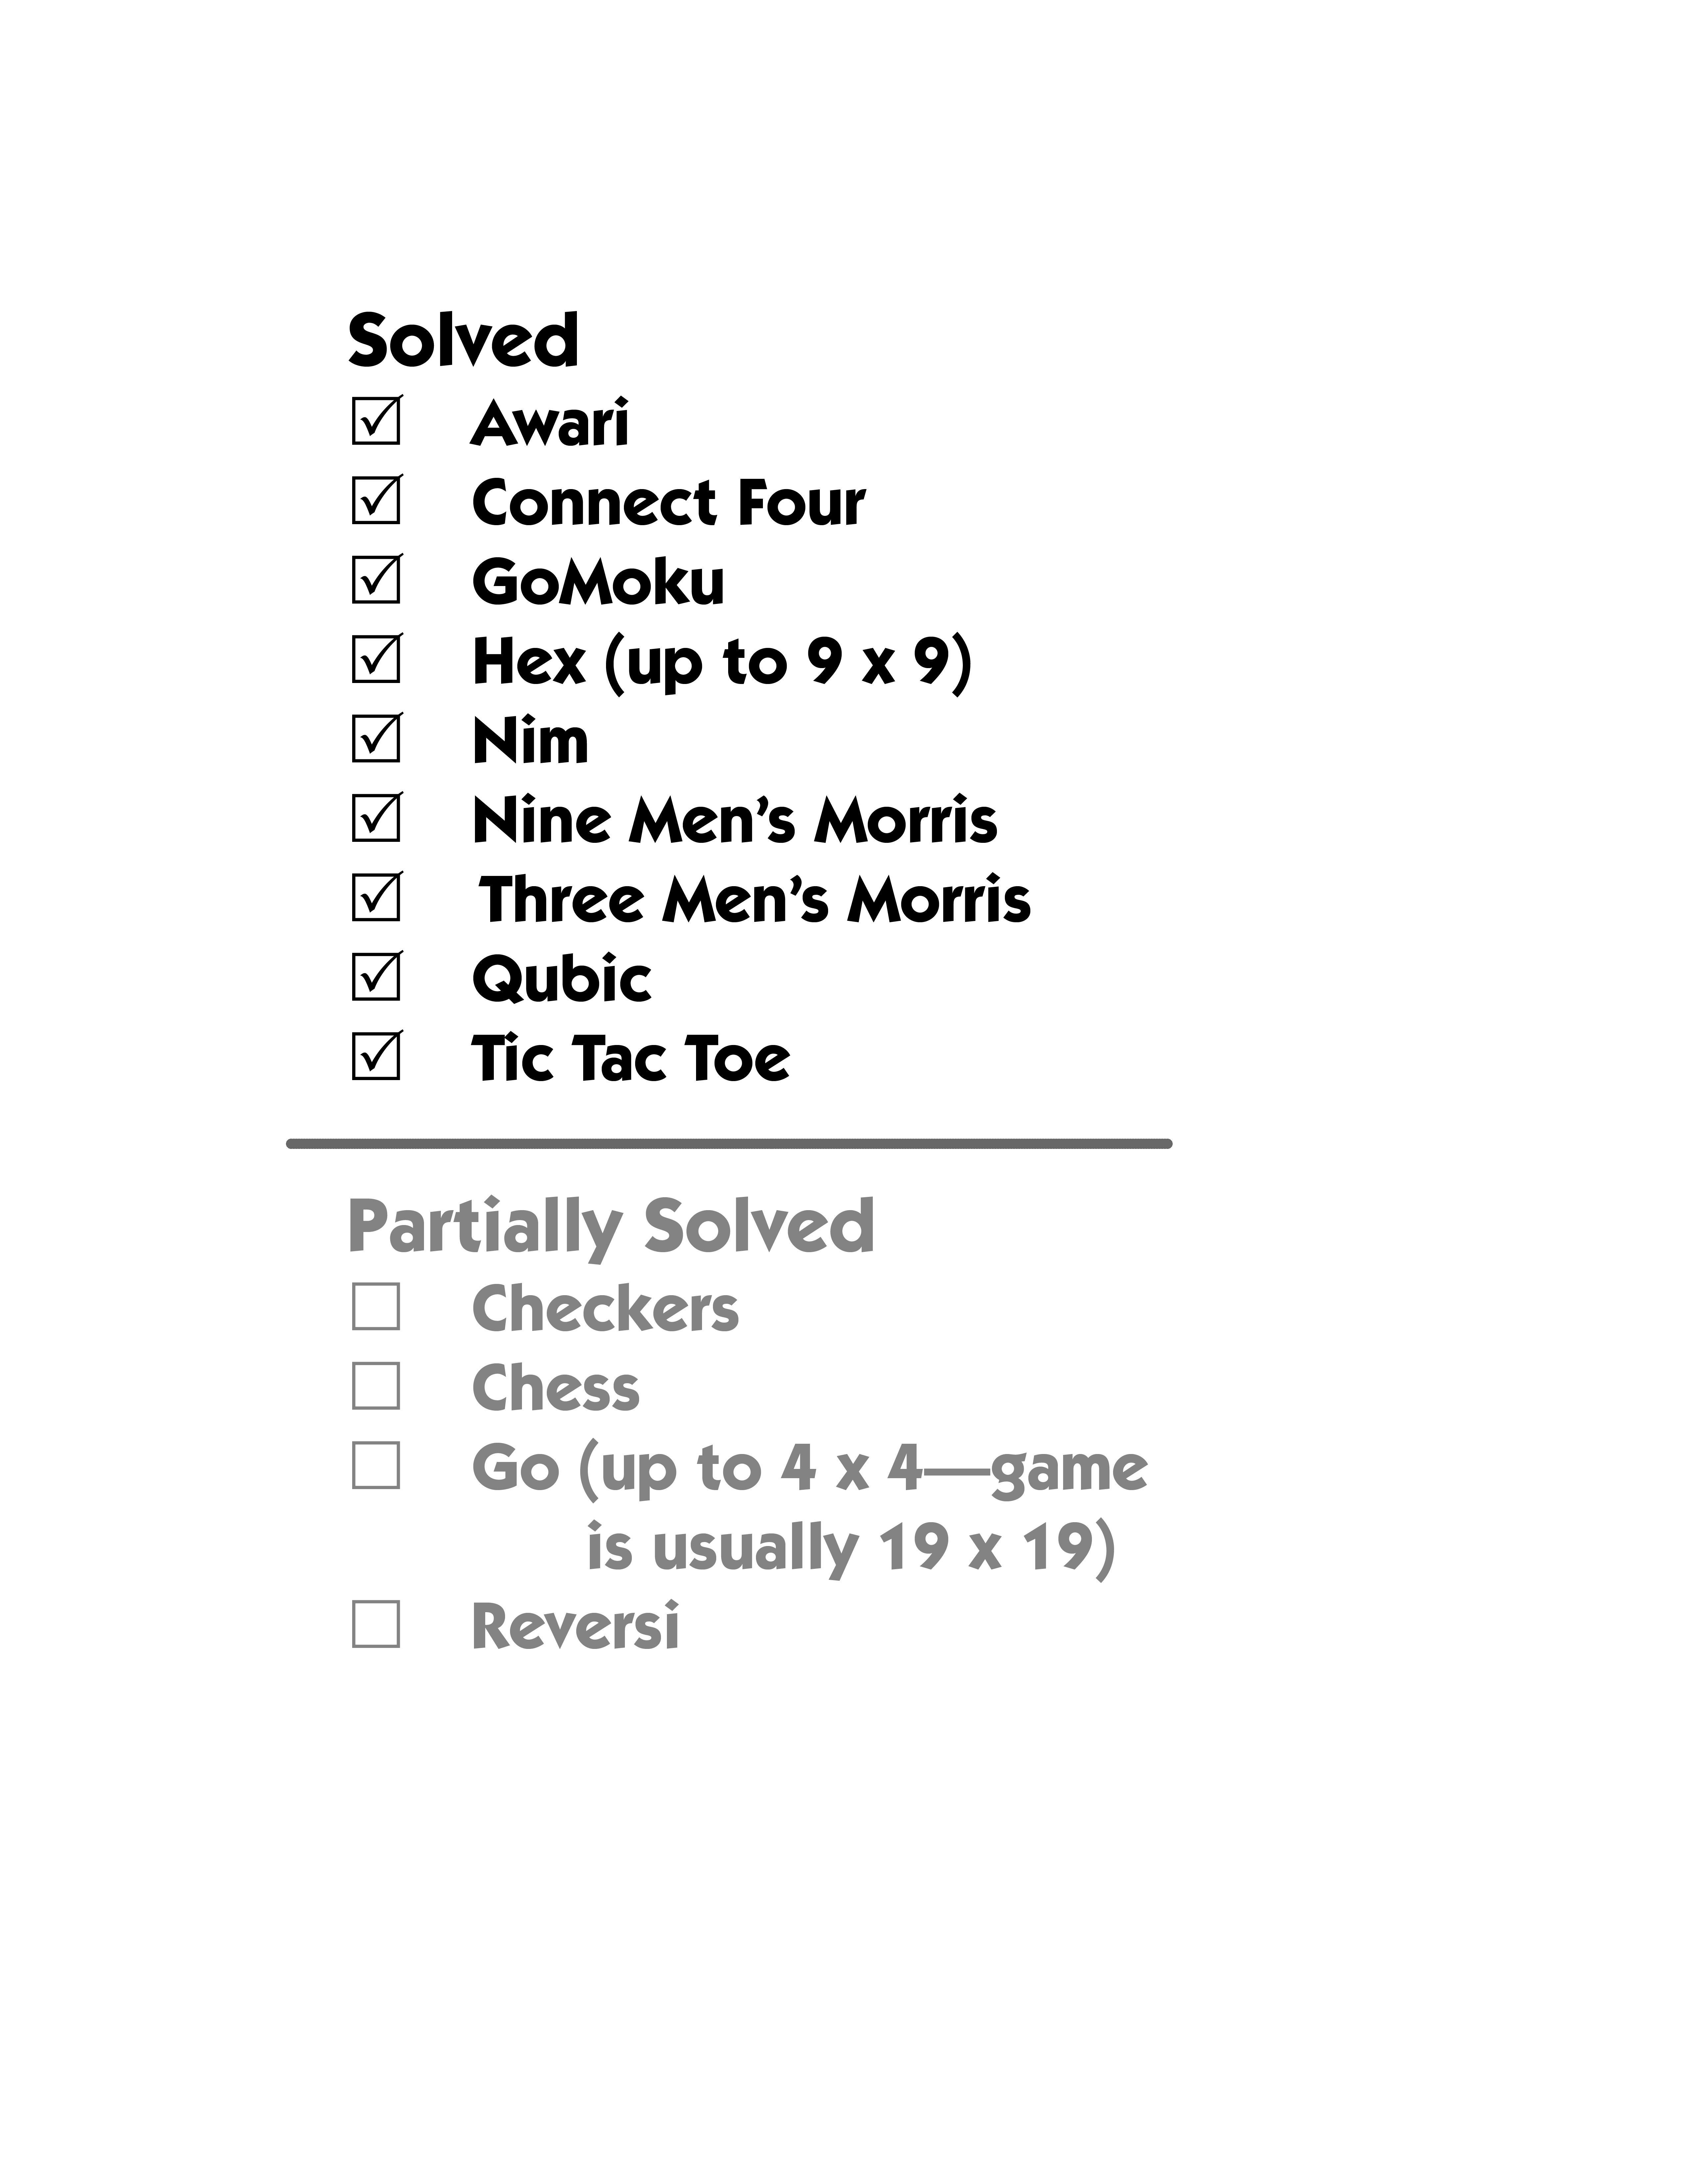 Solved
Awari
Connect Four
GoMoku
Hex (up to 9 x 9)
Nim
Nine Men’s Morris
Three Men’s Morris
Qubic
Tic Tac Toe
Partially Solved
Checkers
Chess
Go (up to 4 x 4—game
is usually 19 x 19)
Reversi